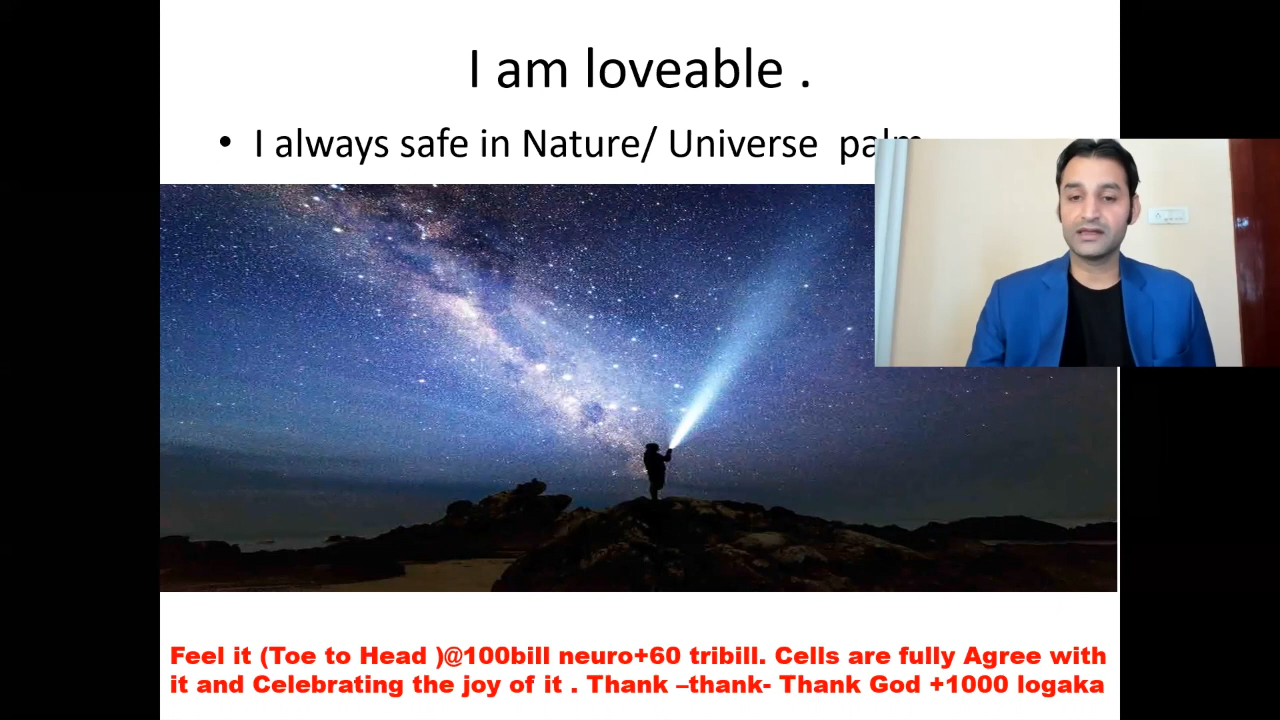 I am loveable .
• I always safe in Nature/ Universe palm
Feel it (Toe to Head )@100bill neuro+60 tribill. Cells are fully Agree with
it and Celebrating the joy of it . Thank –thank- Thank God +1000 logaka